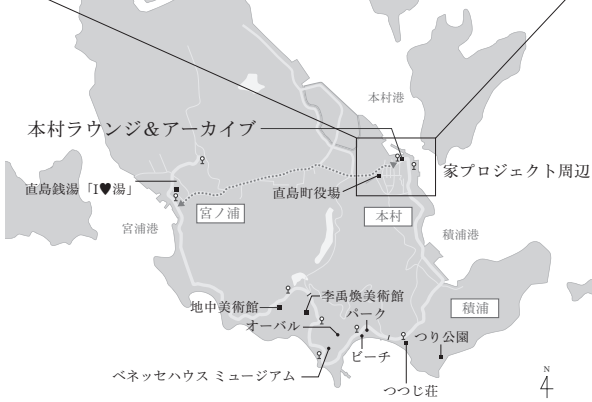 本村港
本村ラウンジ&アーカイブ
家プロジェクト周辺
直島銭湯「I♥湯」
直島町役場
宮ノ浦
本村
宮浦港
積浦港
李禹煥美術館
地中美術館
パーク
積浦
オーバル
つり公園
ビーチ
ベネッセハウス ミュージアム
つつじ荘
N
4